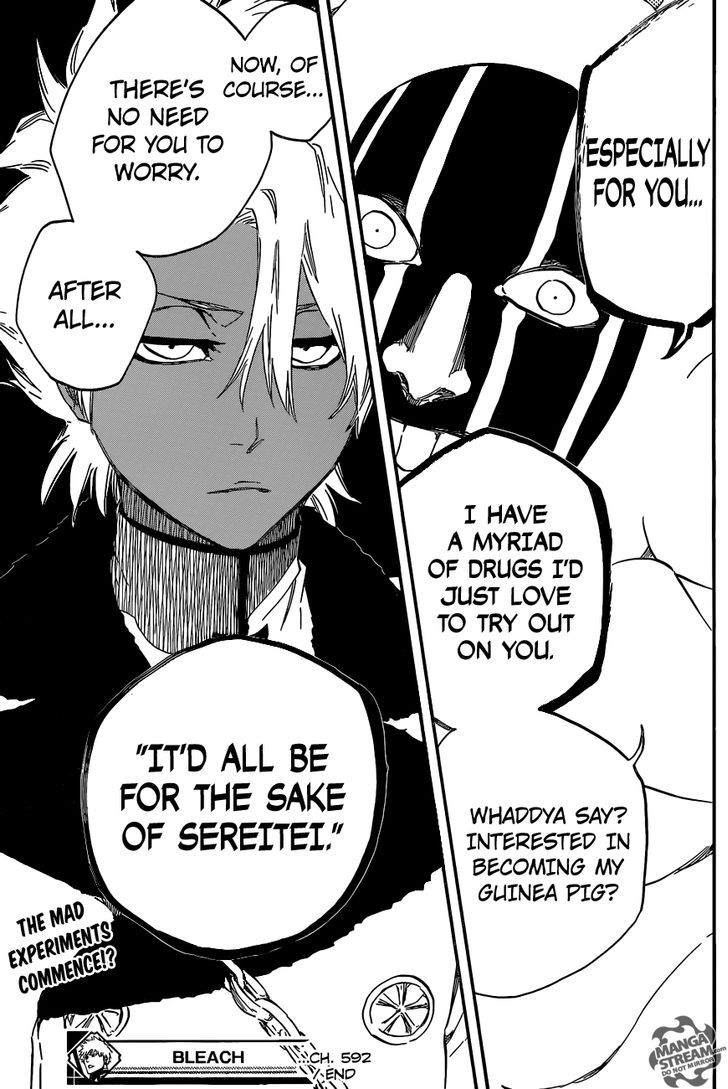 ESPECIALLY
FOR YOU...
I HAVE
A MYRIAD
OF DRUGS I'D
JUST LOVE
TO TRY OUT
ON YOU.
WHADDYA SAY?
INTERESTED IN
BECOMING MY
GUINEA PIG?
NOW, OF
COURSE...
THERE'S
NO NEED
FOR YOU TO
WORRY.
AFTER
ALL...
"IT'D ALL BE
FOR THE SAKE
OF SEREITEI."
THE MAD
EXPERIMENTS
COMMENCE!?
BLEACH
CH. 592
END
MANGA
STREAM.com
DO NOT MIRROR!